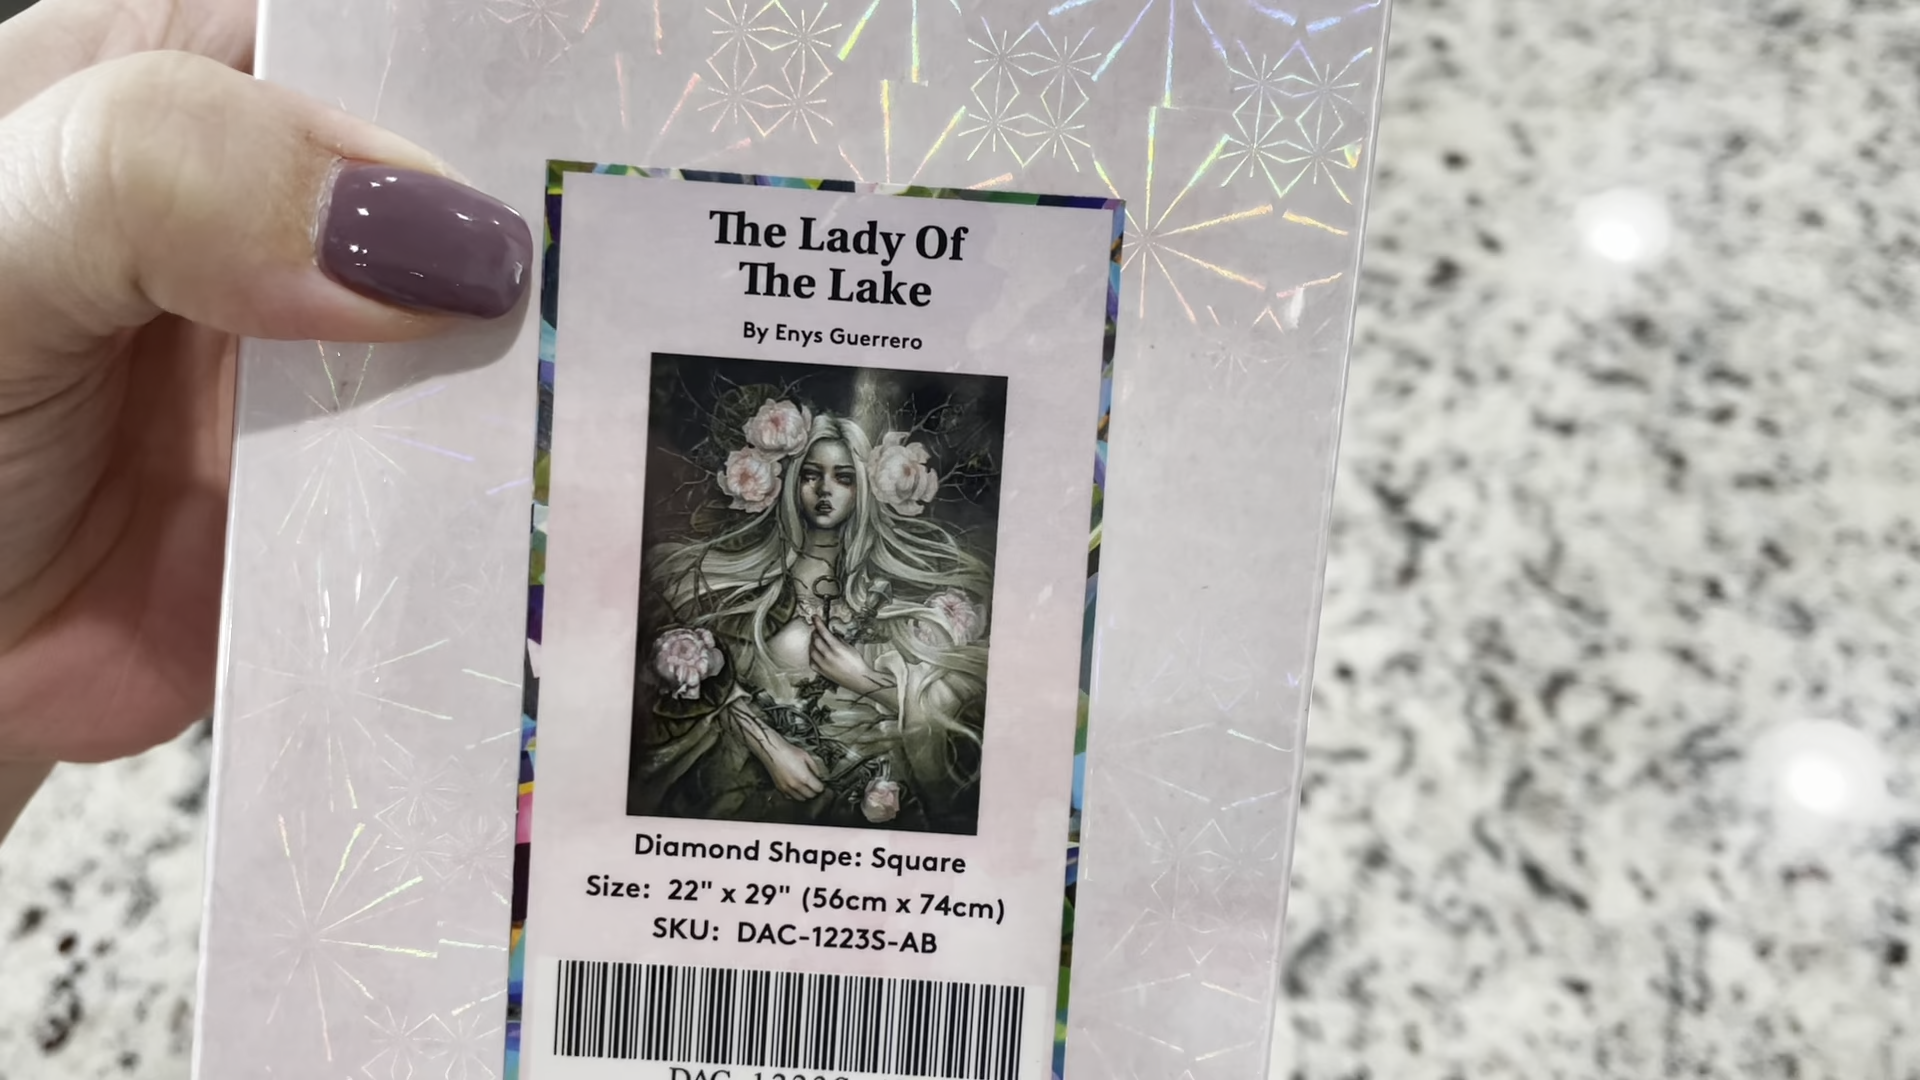 The Lady Of
The Lake
By Enys Guerrero
Diamond Shape: Square
Size: 22" x 29" (56cm x 74cm)
SKU: DAC-1223S-AB